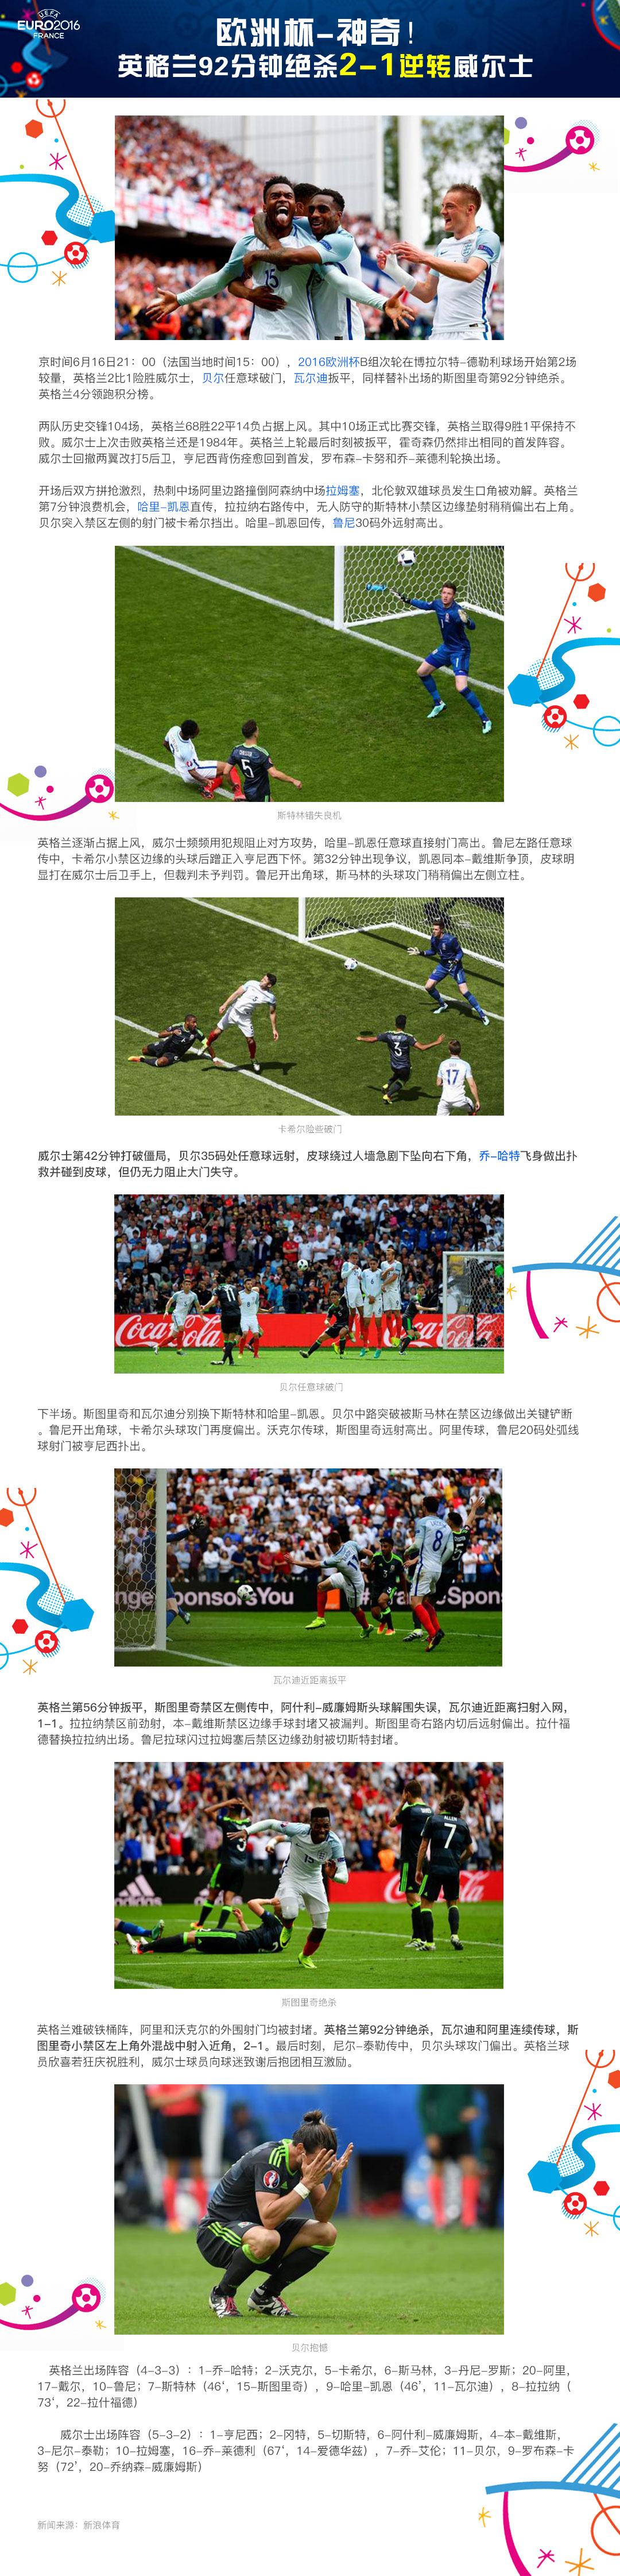 UEFA
EURO2016
FRANCE
欧洲杯-神奇！
英格兰92分钟绝杀2-1逆转威尔士
15
京时间6月16日21：00（法国当地时间15：00），2016欧洲杯B组次轮在博拉尔特-德勒利球场开始第2场
较量，英格兰2比1险胜威尔士，贝尔任意球破门，瓦尔迪扳平，同样替补出场的斯图里奇第92分钟绝杀。
英格兰4分领跑积分榜。
两队历史交锋104场，英格兰68胜22平14负占据上风。其中10场正式比赛交锋，英格兰取得9胜1平保持不
败。威尔士上次击败英格兰还是1984年。英格兰上轮最后时刻被扳平，霍奇森仍然排出相同的首发阵容。
威尔士回撤两翼改打5后卫，亨尼西背伤痊愈回到首发，罗布森-卡努和乔-莱德利轮换出场。
开场后双方拼抢激烈，热刺中场阿里边路撞倒阿森纳中场拉姆塞，北伦敦双雄球员发生口角被劝解。英格兰
第7分钟浪费机会，哈里-凯恩直传，拉拉纳右路传中，无人防守的斯特林小禁区边缘垫射稍稍偏出右上角。
贝尔突入禁区左侧的射门被卡希尔挡出。哈里-凯恩回传，鲁尼30码外远射高出。
1
5
斯特林错失良机
英格兰逐渐占据上风，威尔士频频用犯规阻止对方攻势，哈里-凯恩任意球直接射门高出。鲁尼左路任意球
传中，卡希尔小禁区边缘的头球后蹭正入亨尼西下怀。第32分钟出现争议，凯恩同本-戴维斯争顶，皮球明
显打在威尔士后卫手上，但裁判未予判罚。鲁尼开出角球，斯马林的头球攻门稍稍偏出左侧立柱。
3
17
卡希尔险些破门
威尔士第42分钟打破僵局，贝尔35码处任意球远射，皮球绕过人墙急剧下坠向右下角，乔-哈特飞身做出扑
救并碰到皮球，但仍无力阻止大门失守。
11
8
Coca-Cola
贝尔任意球破门
下半场。斯图里奇和瓦尔迪分别换下斯特林和哈里-凯恩。贝尔中路突破被斯马林在禁区边缘做出关键铲断
。鲁尼开出角球，卡希尔头球攻门再度偏出。沃克尔传球，斯图里奇远射高出。阿里传球，鲁尼20码处弧线
球射门被亨尼西扑出。
8
3
ponsors You
Spon
瓦尔迪近距离扳平
英格兰第56分钟扳平，斯图里奇禁区左侧传中，阿什利-威廉姆斯头球解围失误，瓦尔迪近距离扫射入网，
1-1。拉拉纳禁区前劲射，本-戴维斯禁区边缘手球封堵又被漏判。斯图里奇右路内切后远射偏出。拉什福
德替换拉拉纳出场。鲁尼拉球闪过拉姆塞后禁区边缘劲射被切斯特封堵。
3
15
ALLEN
7
斯图里奇绝杀
英格兰难破铁桶阵，阿里和沃克尔的外围射门均被封堵。英格兰第92分钟绝杀，瓦尔迪和阿里连续传球，斯
图里奇小禁区左上角外混战中射入近角，2-1。最后时刻，尼尔-泰勒传中，贝尔头球攻门偏出。英格兰球
员欣喜若狂庆祝胜利，威尔士球员向球迷致谢后抱团相互激励。
贝尔抱憾
英格兰出场阵容（4-3-3）：1-乔-哈特；2-沃克尔，5-卡希尔，6-斯马林，3-丹尼-罗斯；20-阿里，
17-戴尔，10-鲁尼；7-斯特林（46‘，15-斯图里奇），9-哈里-凯恩（46’，11-瓦尔迪），8-拉拉纳（
73‘，22-拉什福德）
威尔士出场阵容（5-3-2）：1-亨尼西；2-冈特，5-切斯特，6-阿什利-威廉姆斯，4-本-戴维斯，
3-尼尔-泰勒；10-拉姆塞，16-乔-莱德利（67‘，14-爱德华兹），7-乔-艾伦；11-贝尔，9-罗布森-卡
努（72’，20-乔纳森-威廉姆斯）
新闻来源：新浪体育